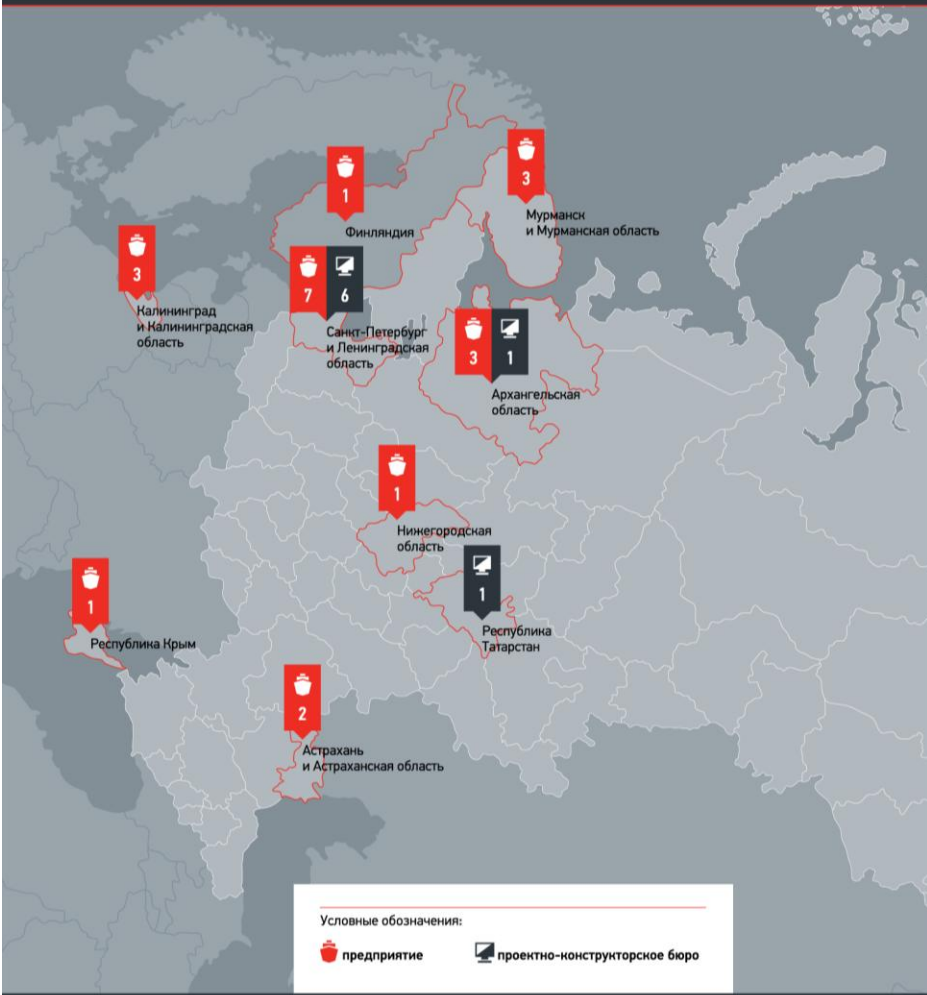 3
Мурманск
и Мурманская область
1
Финляндия
3
Калининград
и Калининградская
область
7
6
Санкт-Петербург
и Ленинградская
область
3
1
Архангельская
область
1
Нижегородская
область
1
Республика
Татарстан
1
Республика Крым
2
Астрахань
и Астраханская область
Условные обозначения:
предприятие
проектно-конструкторское бюро